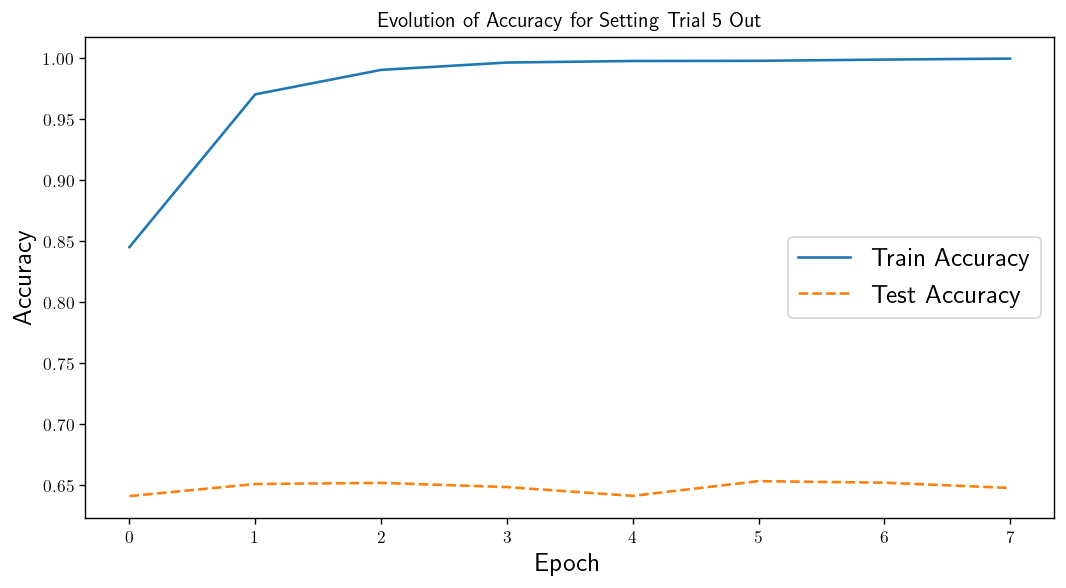 Evolution of Accuracy for Setting Trial 5 Out
1.00
0.95
0.90
0.85
0.80
0.75
0.70
0.65
Accuracy
Train Accuracy
Test Accuracy
0 1 2 3 4 5 6 7
Epoch